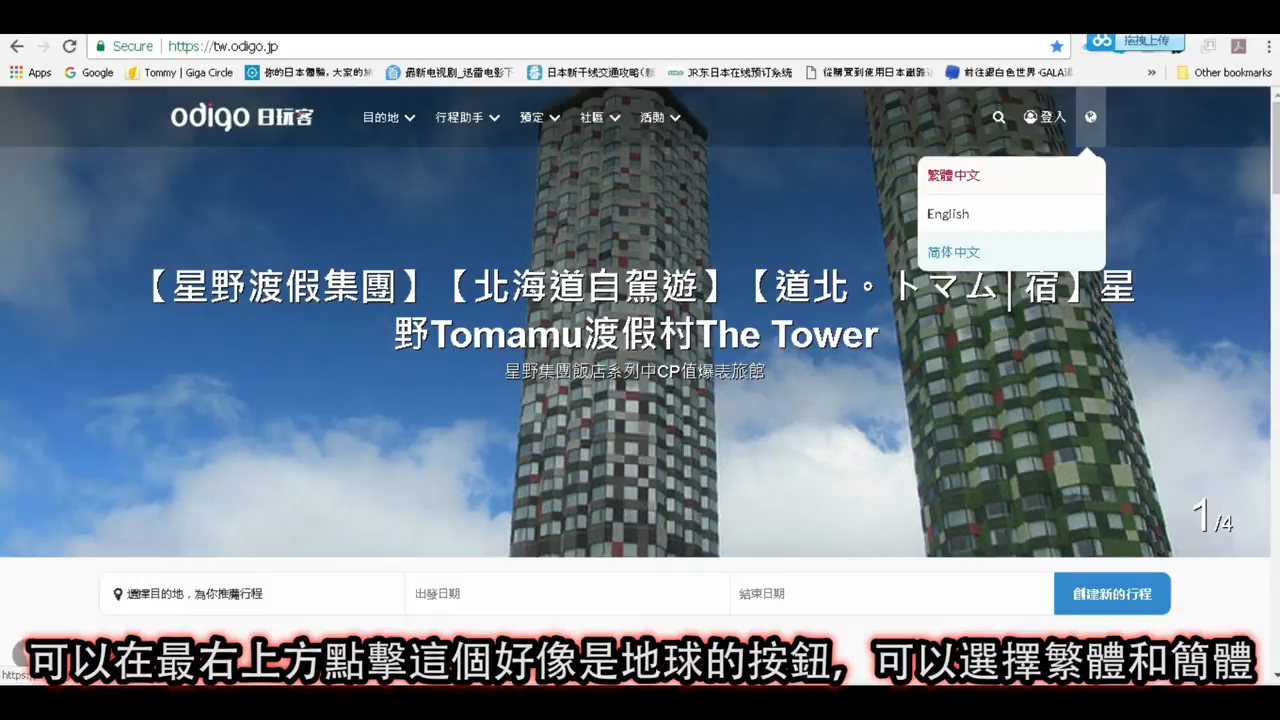 Secure https://tw.odigo.jp
拖拽上传
Apps Google Tommy | Giga Circle 你的日本體驗，大家的旅 最新电视剧_迅雷电影下 日本新干线交通攻略(新 JR东日本在线预订系统 從購買到使用日本鐵路 前往銀白色世界·GALA » Other bookmarks
odigo 日玩客 目的地 行程助手 預定 社區 活動 登入
繁體中文
English
简体中文
【星野渡假集團】【北海道自駕遊】【道北。トマム│宿】星
野Tomamu渡假村The Tower
星野集團飯店系列中CP值爆表旅館
1/4
選擇目的地，為你推薦行程 出發日期 結束日期 創建新的行程
可以在最右上方點擊這個好像是地球的按鈕，可以選擇繁體和簡體
https: